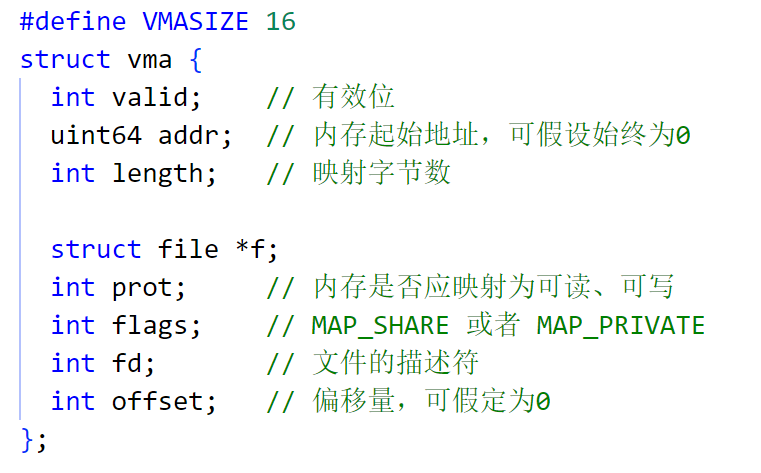 #define VMASIZE 16
struct vma {
  int valid;     // 有效位
  uint64 addr;  // 内存起始地址，可假设始终为0
  int length;   // 映射字节数

  struct file *f;
  int prot;     // 内存是否应映射为可读、可写
  int flags;    // MAP_SHARE 或者 MAP_PRIVATE
  int fd;       // 文件的描述符
  int offset;   // 偏移量，可假定为0
};